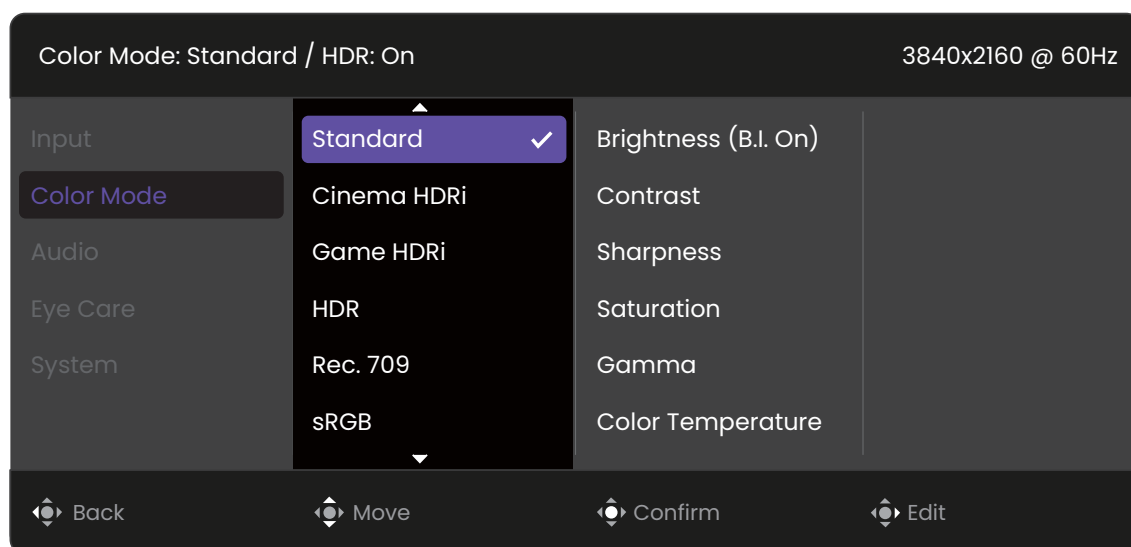 Color Mode: Standard / HDR: On
3840x2160 @ 60Hz
Input
Color Mode
Audio
Eye Care
System
Standard
Cinema HDRi
Game HDRi
HDR
Rec. 709
sRGB
Brightness (B.I. On)
Contrast
Sharpness
Saturation
Gamma
Color Temperature
Back
Move
Confirm
Edit